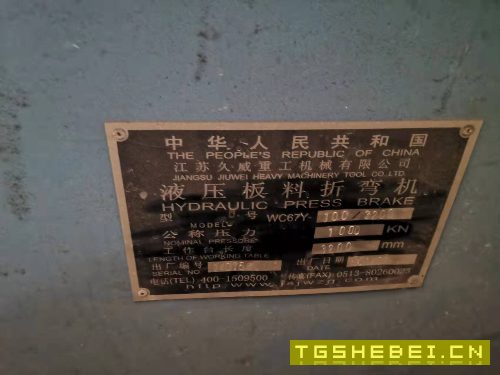 中华人民共和国
THE PEOPLE'S REPUBLIC OF CHINA
江苏久威重工机械有限公司
JIANGSU JIUWEI HEAVY MACHINERY TOOL CO.LTD
液压板料折弯机
HYDRAULIC PRESS BRAKE
型号 WC67Y-100/3200
MODEL
公称压力 1000 KN
NOMINAL PRESSURE
工作台长度 3200 mm
LENGTH OF WORKING TABLE
出厂编号 出厂日期
SERIAL NO DATE
电话(TEL) 400-1509500 传真(FAX) 0513-80260023
TGSHEBEI.CN